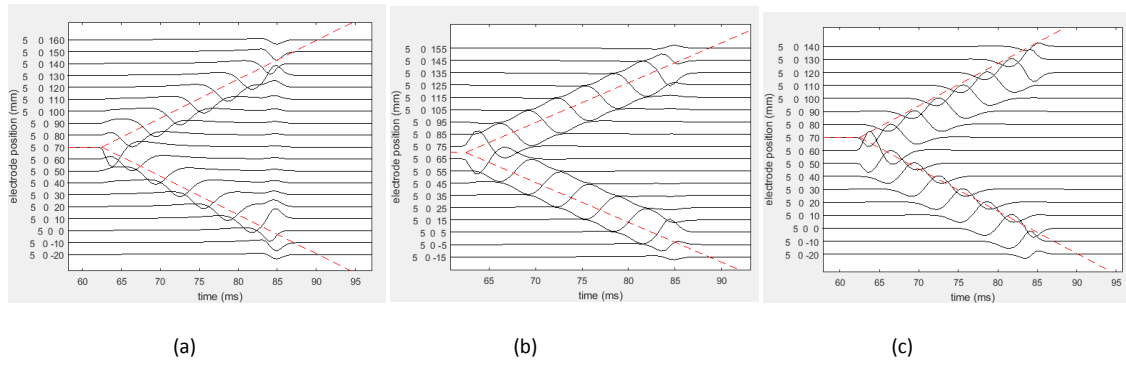 electrode position (mm)
5 0 160
5 0 150
5 0 140
5 0 130
5 0 120
5 0 110
5 0 100
5 0 90
5 0 80
5 0 70
5 0 60
5 0 50
5 0 40
5 0 30
5 0 20
5 0 10
5 0 0
5 0 -10
5 0 -20
60 65 70 75 80 85 90 95
time (ms)
(a)
electrode position (mm)
5 0 155
5 0 145
5 0 135
5 0 125
5 0 115
5 0 105
5 0 95
5 0 85
5 0 75
5 0 65
5 0 55
5 0 45
5 0 35
5 0 25
5 0 15
5 0 5
5 0 -5
5 0 -15
65 70 75 80 85 90
time (ms)
(b)
electrode position (mm)
5 0 140
5 0 130
5 0 120
5 0 110
5 0 100
5 0 90
5 0 80
5 0 70
5 0 60
5 0 50
5 0 40
5 0 30
5 0 20
5 0 10
5 0 0
5 0 -10
5 0 -20
60 65 70 75 80 85 90 95
time (ms)
(c)